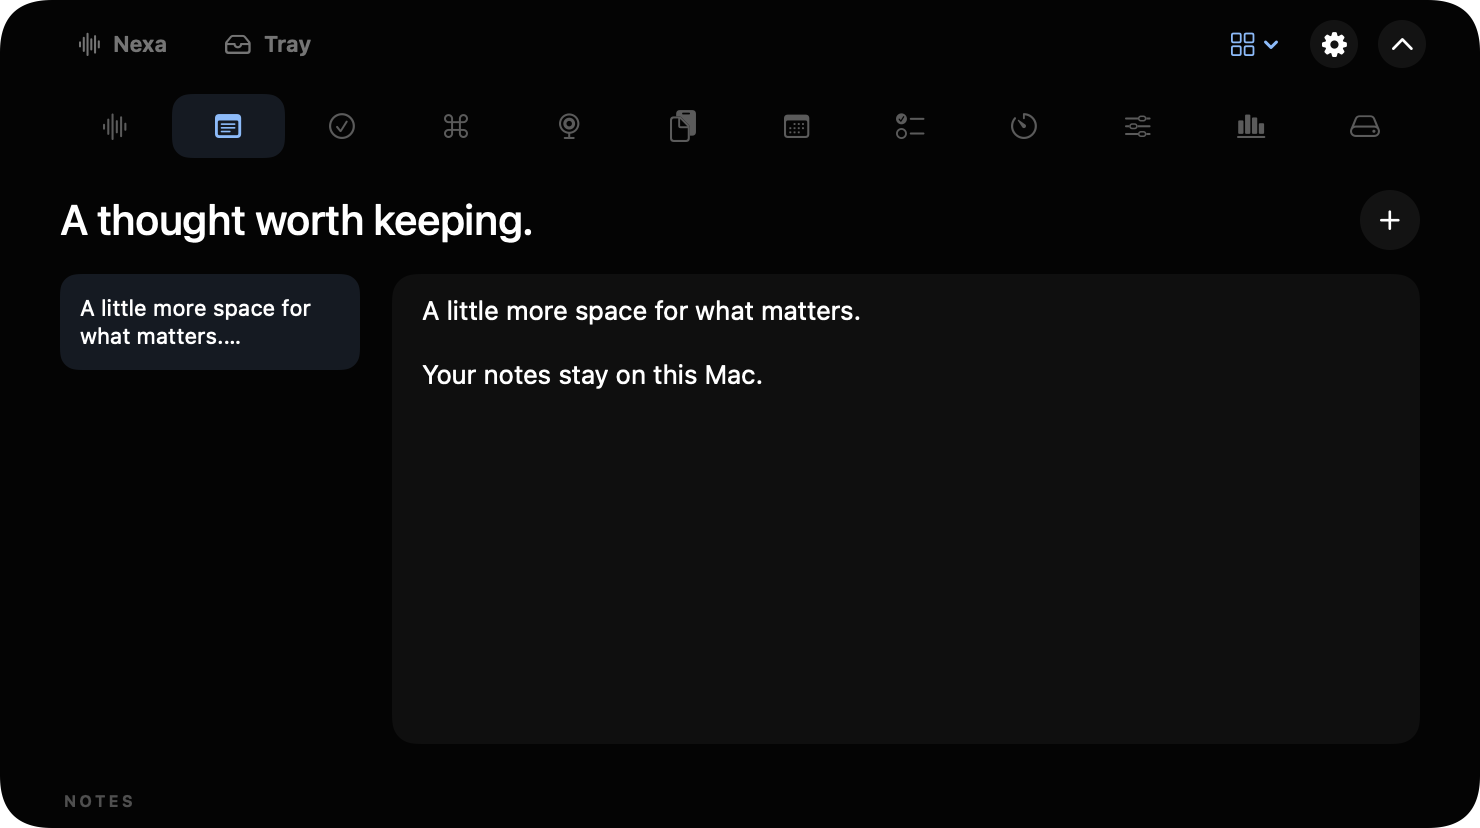 Nexa
Tray
A thought worth keeping.
A little more space for
what matters....
A little more space for what matters.
Your notes stay on this Mac.
NOTES